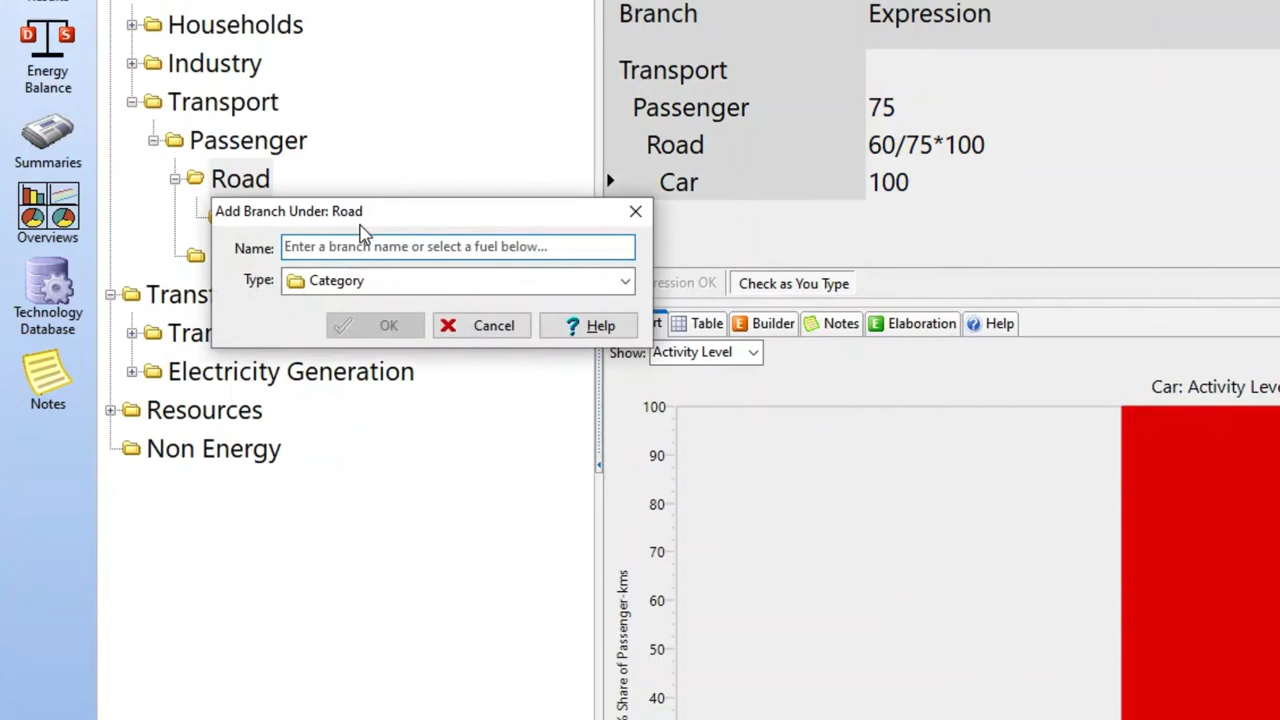 Energy
Balance
Summaries
Overviews
Technology
Database
Notes
Households
Industry
Transport
Passenger
Road
Electricity Generation
Resources
Non Energy
Add Branch Under: Road
Name:
Enter a branch name or select a fuel below...
Type:
Category
OK
Cancel
Help
Branch Expression
Transport
Passenger 75
Road 60/75*100
Car 100
OK
Check as You Type
Table
Builder
Notes
Elaboration
Help
Show:
Activity Level
Car: Activity
100
90
80
70
60
50
40
Share of Passenger-kms